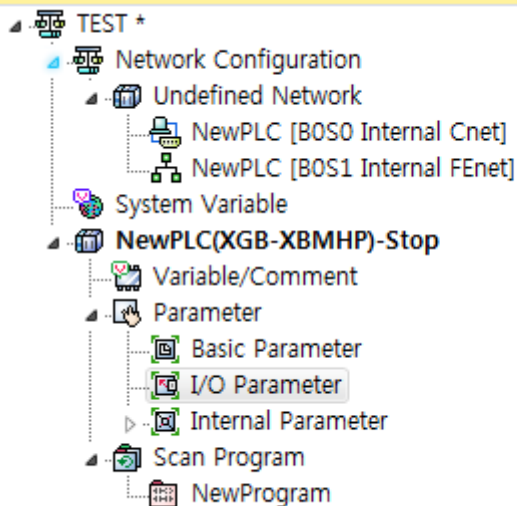 TEST *
Network Configuration
Undefined Network
NewPLC [B0S0 Internal Cnet]
NewPLC [B0S1 Internal FEnet]
System Variable
NewPLC(XGB-XBMHP)-Stop
Variable/Comment
Parameter
Basic Parameter
I/O Parameter
Internal Parameter
Scan Program
NewProgram